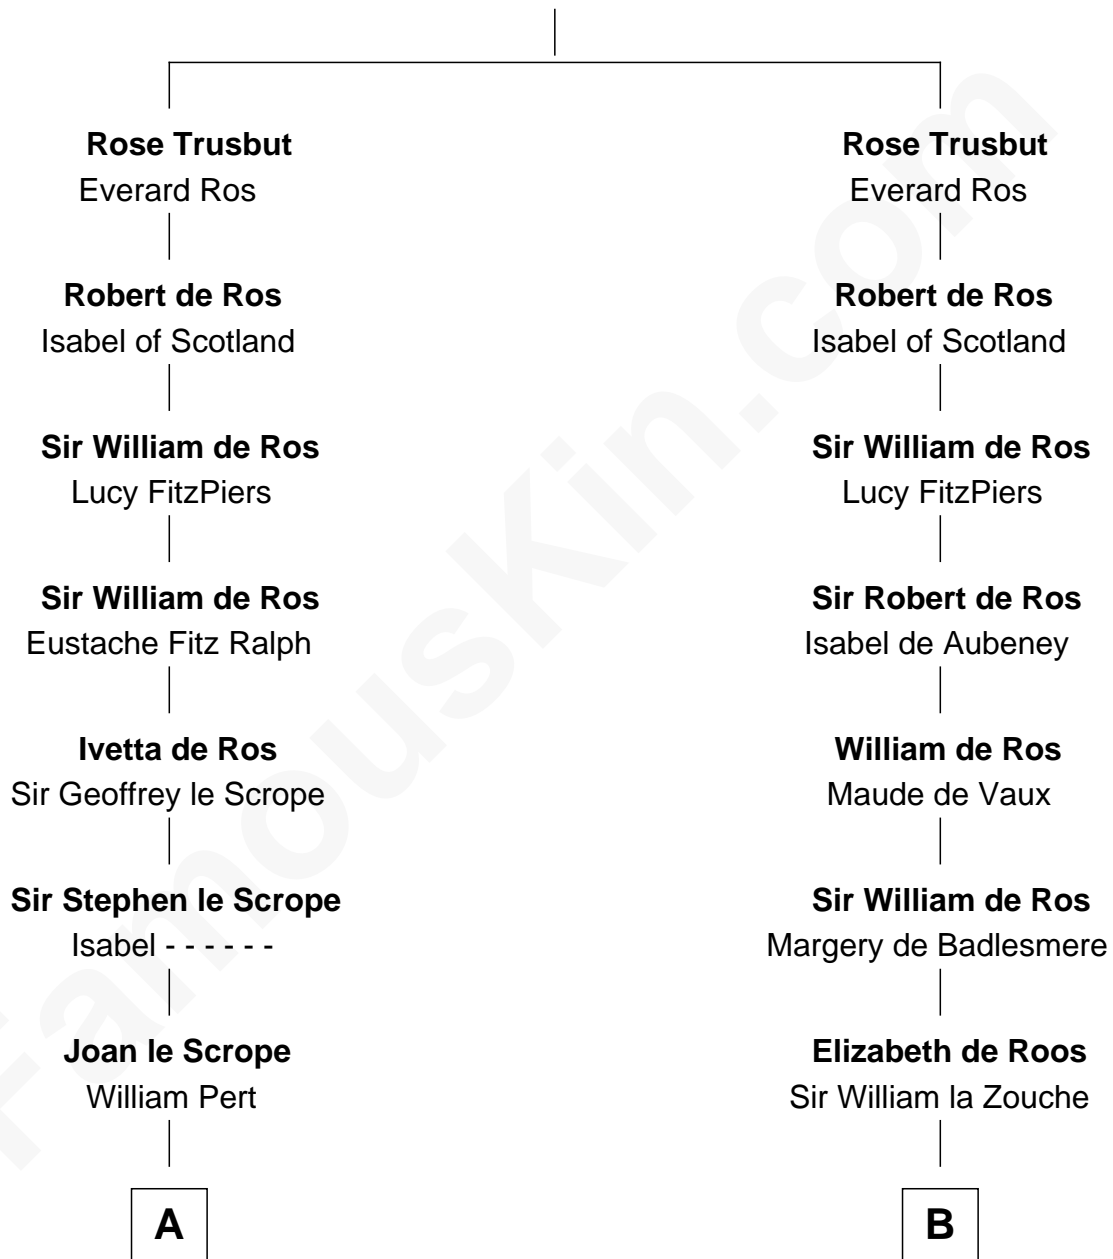 Rose Trusbut
Everard Ros
Robert de Ros
Isabel of Scotland
Sir William de Ros
Lucy FitzPiers
Sir William de Ros
Eustache Fitz Ralph
Ivetta de Ros
Sir Geoffrey le Scrope
Sir Stephen le Scrope
Isabel - - - - - -
Joan le Scrope
William Pert
A
Rose Trusbut
Everard Ros
Robert de Ros
Isabel of Scotland
Sir William de Ros
Lucy FitzPiers
Sir Robert de Ros
Isabel de Aubeney
William de Ros
Maude de Vaux
Sir William de Ros
Margery de Badlesmere
Elizabeth de Roos
Sir William la Zouche
B
FamousKin.com